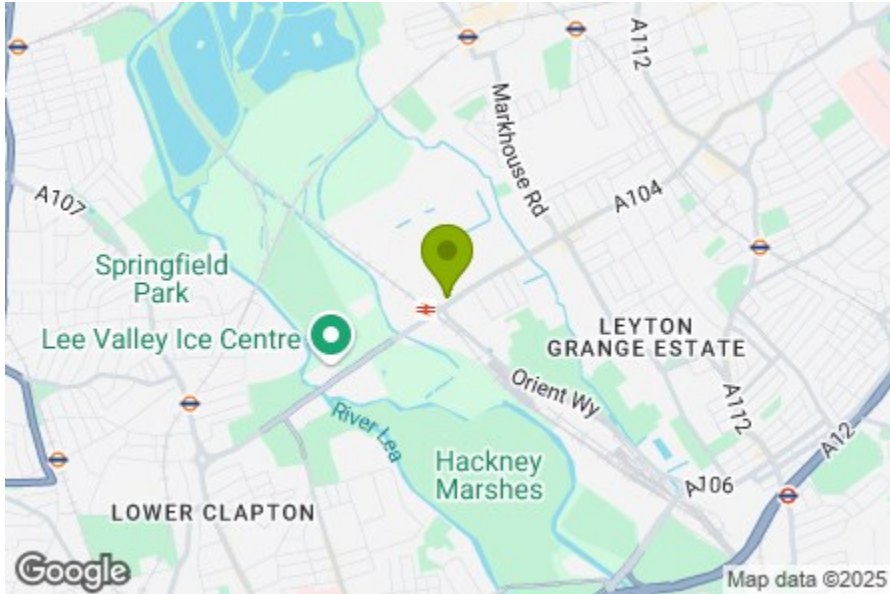 A112
Markhouse Rd
A107
A104
Springfield
Park
Lee Valley Ice Centre
LEYTON
GRANGE ESTATE
Orient Wy
A112
River Lea
A12
Hackney
Marshes
A106
LOWER CLAPTON
Google
Map data ©2025